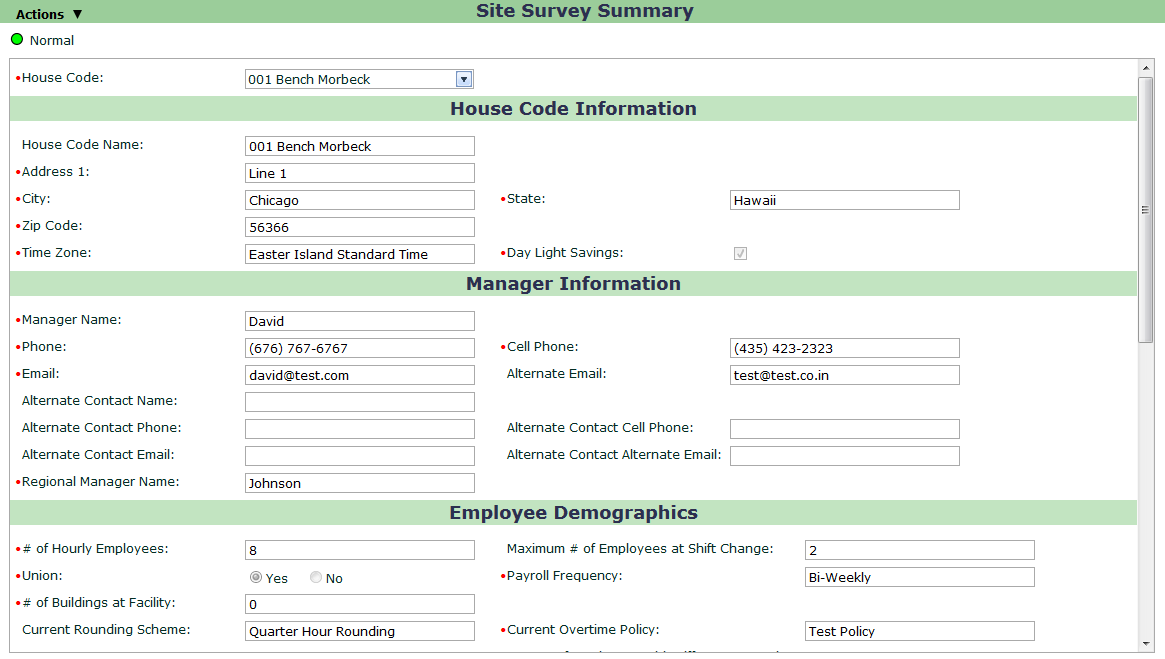 Actions ▼ Site Survey Summary
Normal
•House Code: 001 Bench Morbeck
House Code Information
House Code Name: 001 Bench Morbeck
•Address 1: Line 1
•City: Chicago •State: Hawaii
•Zip Code: 56366
•Time Zone: Easter Island Standard Time •Day Light Savings:
Manager Information
•Manager Name: David
•Phone: (676) 767-6767 •Cell Phone: (435) 423-2323
•Email: david@test.com Alternate Email: test@test.co.in
Alternate Contact Name:
Alternate Contact Phone: Alternate Contact Cell Phone:
Alternate Contact Email: Alternate Contact Alternate Email:
•Regional Manager Name: Johnson
Employee Demographics
•# of Hourly Employees: 8 Maximum # of Employees at Shift Change: 2
•Union: Yes No •Payroll Frequency: Bi-Weekly
•# of Buildings at Facility: 0
Current Rounding Scheme: Quarter Hour Rounding •Current Overtime Policy: Test Policy